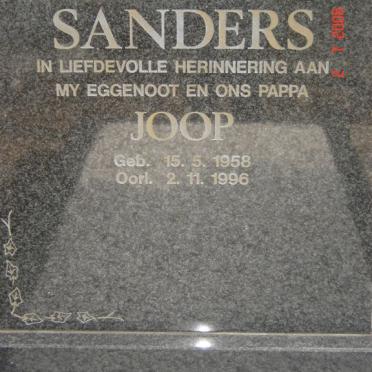 SANDERS
IN LIEFDEVOLLE HERINNERING AAN
MY EGGENOOT EN ONS PAPPA
JOOP
Geb. 15. 5. 1958
Oorl. 2. 11. 1996